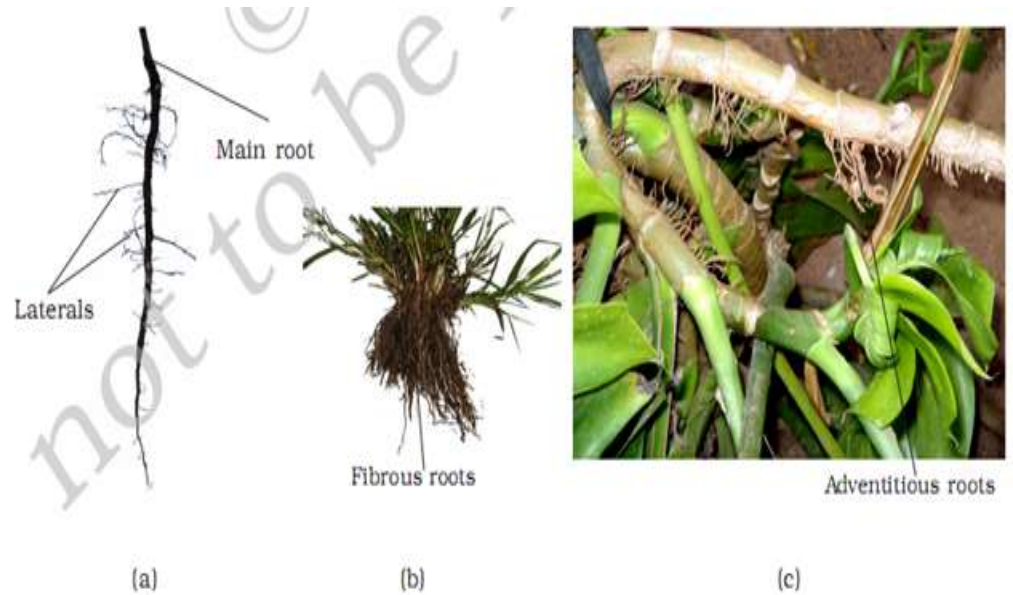 ©
not to be
Main root
Laterals
Fibrous roots
Adventitious roots
(a)
(b)
(c)